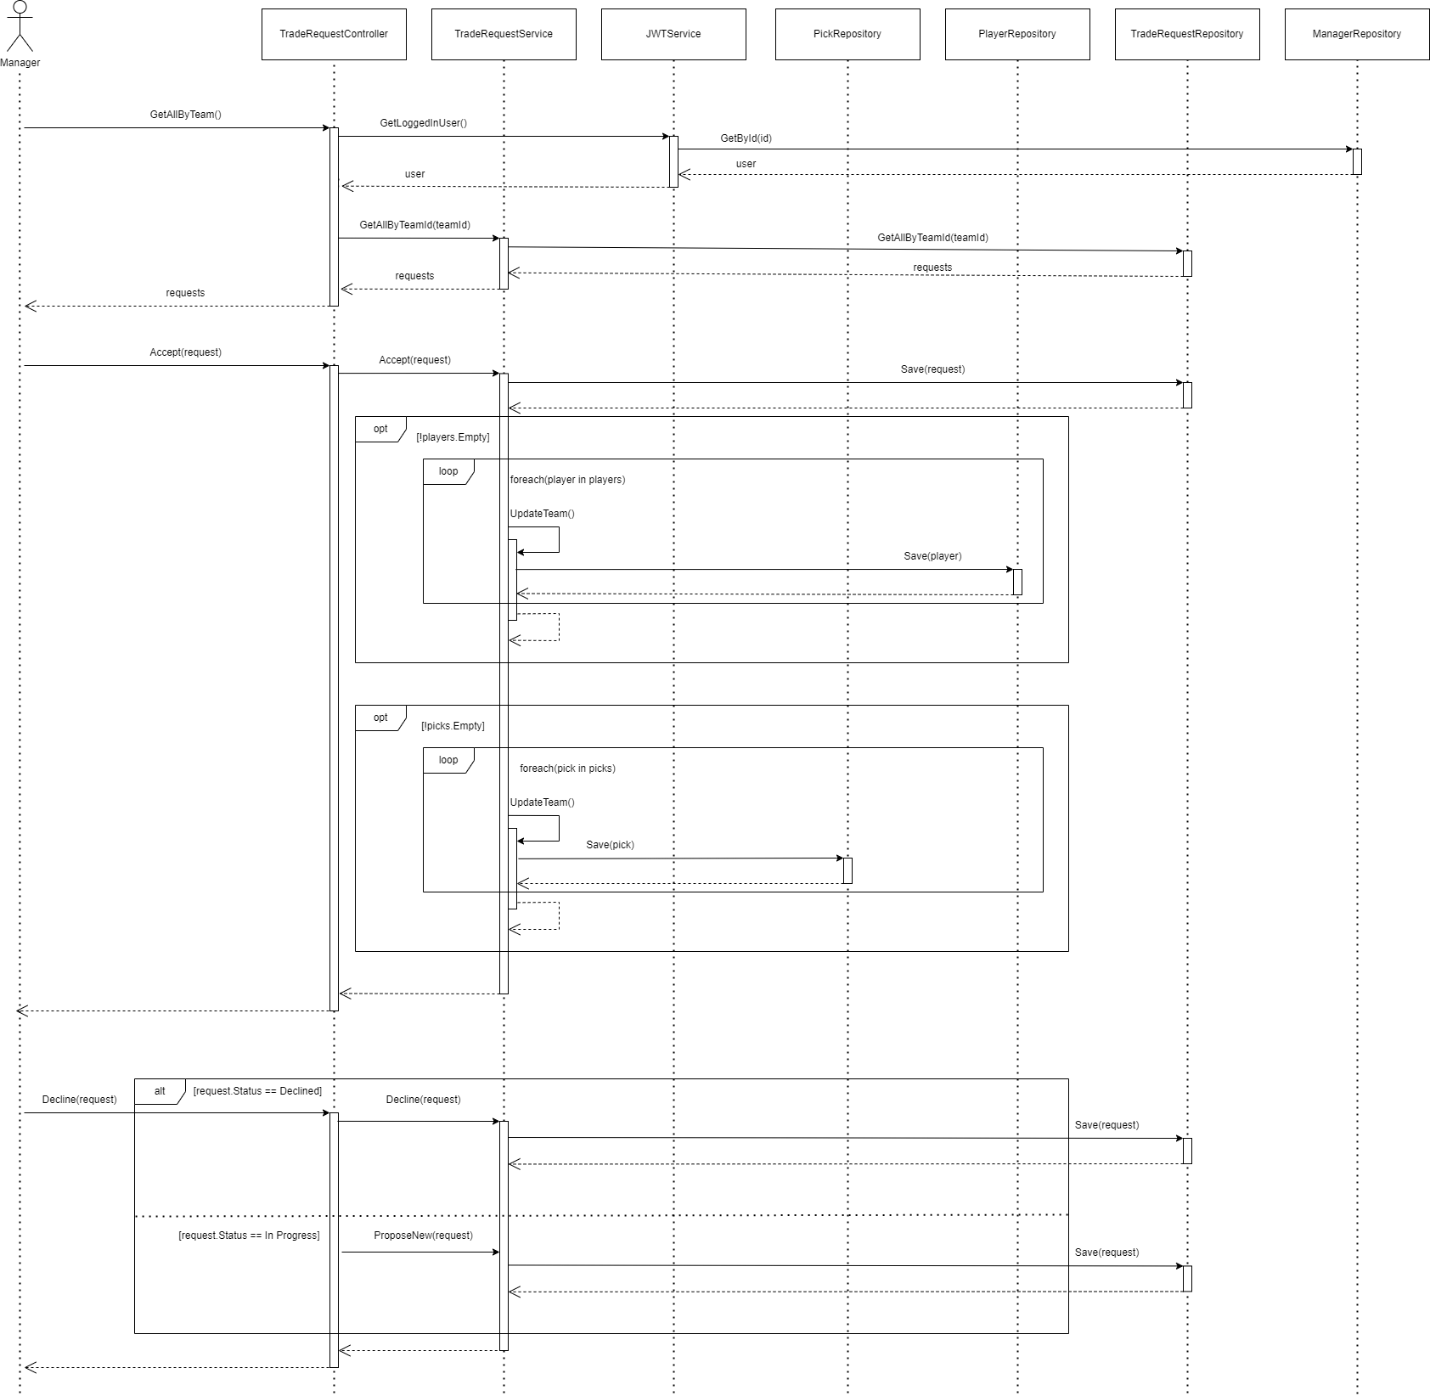 Manager
TradeRequestController
TradeRequestService
JWTService
PickRepository
PlayerRepository
TradeRequestRepository
ManagerRepository
GetAllByTeam()
GetLoggedInUser()
GetById(id)
user
user
GetAllByTeamId(teamId)
GetAllByTeamId(teamId)
requests
requests
requests
Accept(request)
Accept(request)
Save(request)
opt
[!players.Empty]
loop
foreach(player in players)
UpdateTeam()
Save(player)
opt
[!picks.Empty]
loop
foreach(pick in picks)
UpdateTeam()
Save(pick)
alt
[request.Status == Declined]
Decline(request)
Decline(request)
Save(request)
[request.Status == In Progress]
ProposeNew(request)
Save(request)